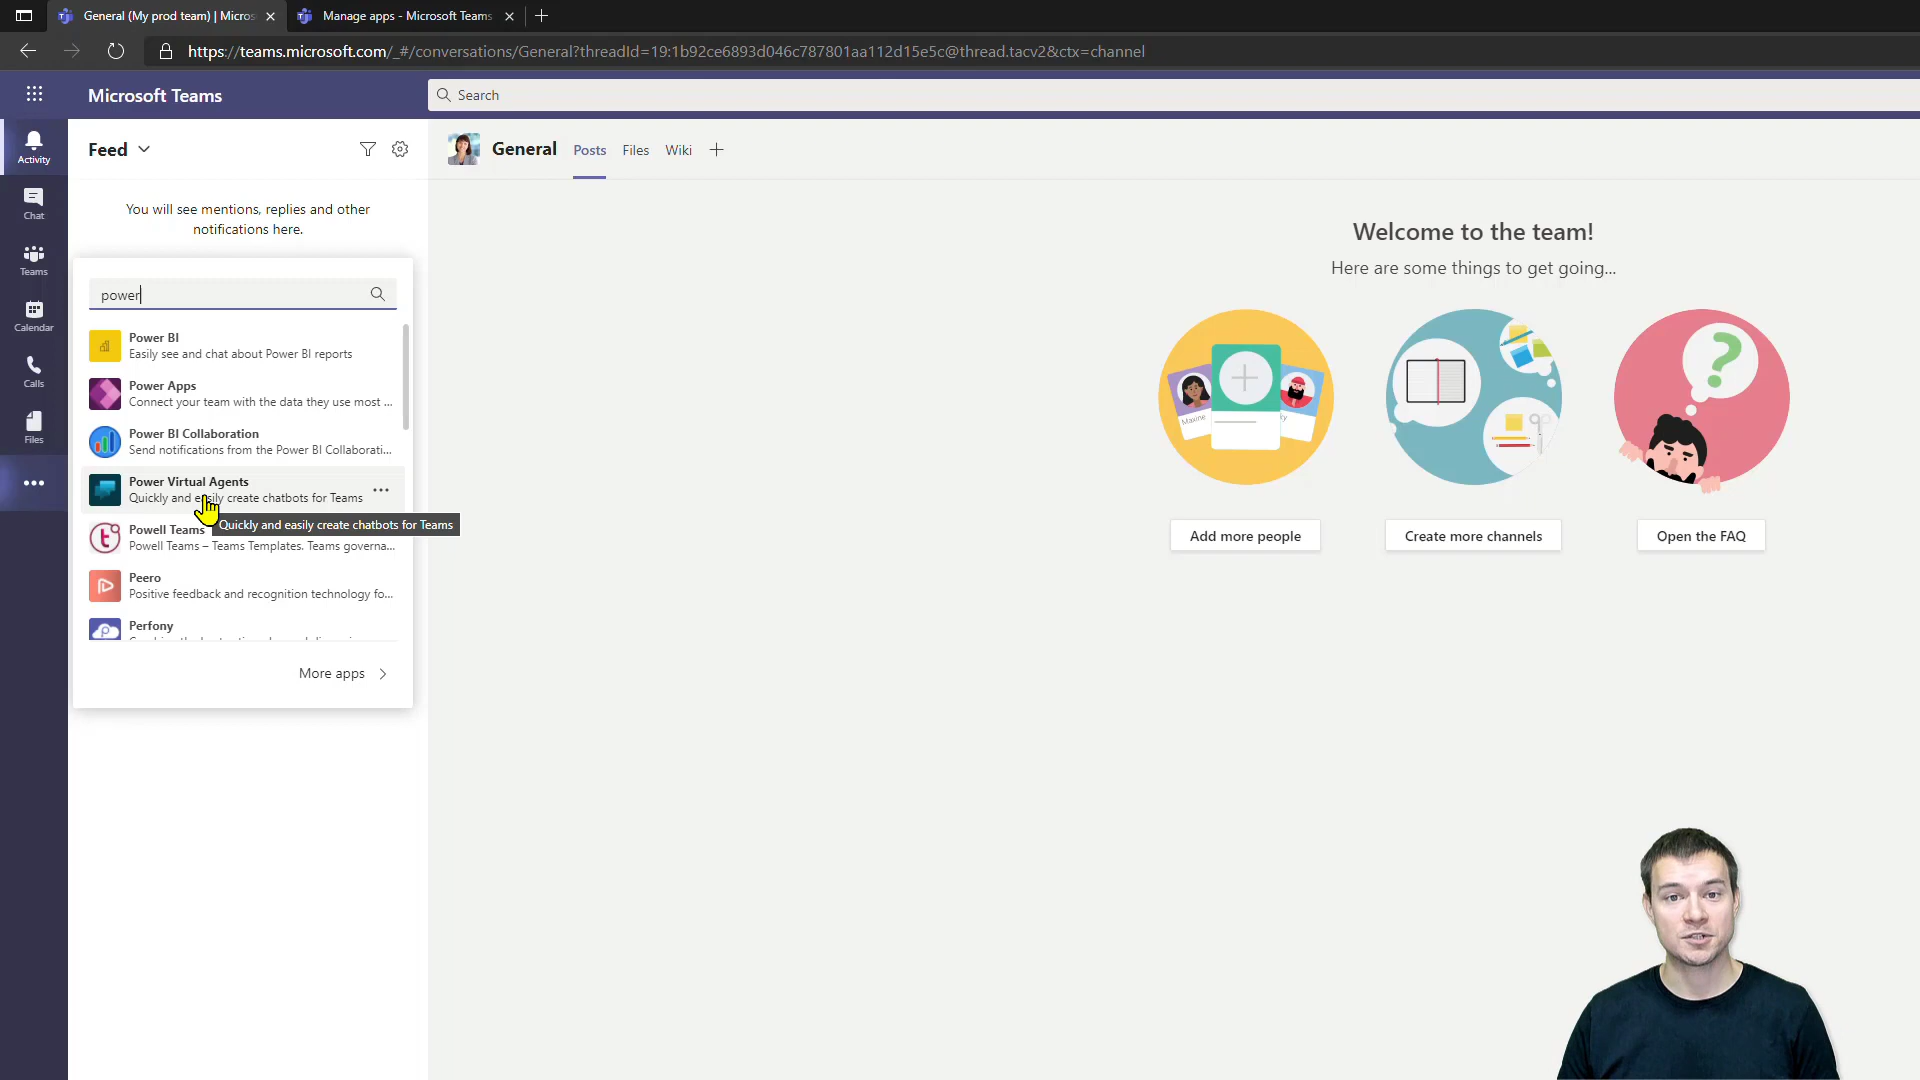 General (My prod team) | Micros
Manage apps - Microsoft Teams
https://teams.microsoft.com/_#/conversations/General?threadId=19:1b92ce6893d046c787801aa112d15e5c@thread.tacv2&ctx=channel
Microsoft Teams
Search
Activity
Chat
Teams
Calendar
Calls
Files
Feed
You will see mentions, replies and other
notifications here.
power
Power BI
Easily see and chat about Power BI reports
Power Apps
Connect your team with the data they use most ...
Power BI Collaboration
Send notifications from the Power BI Collaborati...
Power Virtual Agents
Quickly and easily create chatbots for Teams
Quickly and easily create chatbots for Teams
Powell Teams
Powell Teams – Teams Templates. Teams governa...
Peero
Positive feedback and recognition technology fo...
Perfony
More apps
General
Posts
Files
Wiki
Welcome to the team!
Here are some things to get going...
Maxine
Add more people
Create more channels
Open the FAQ